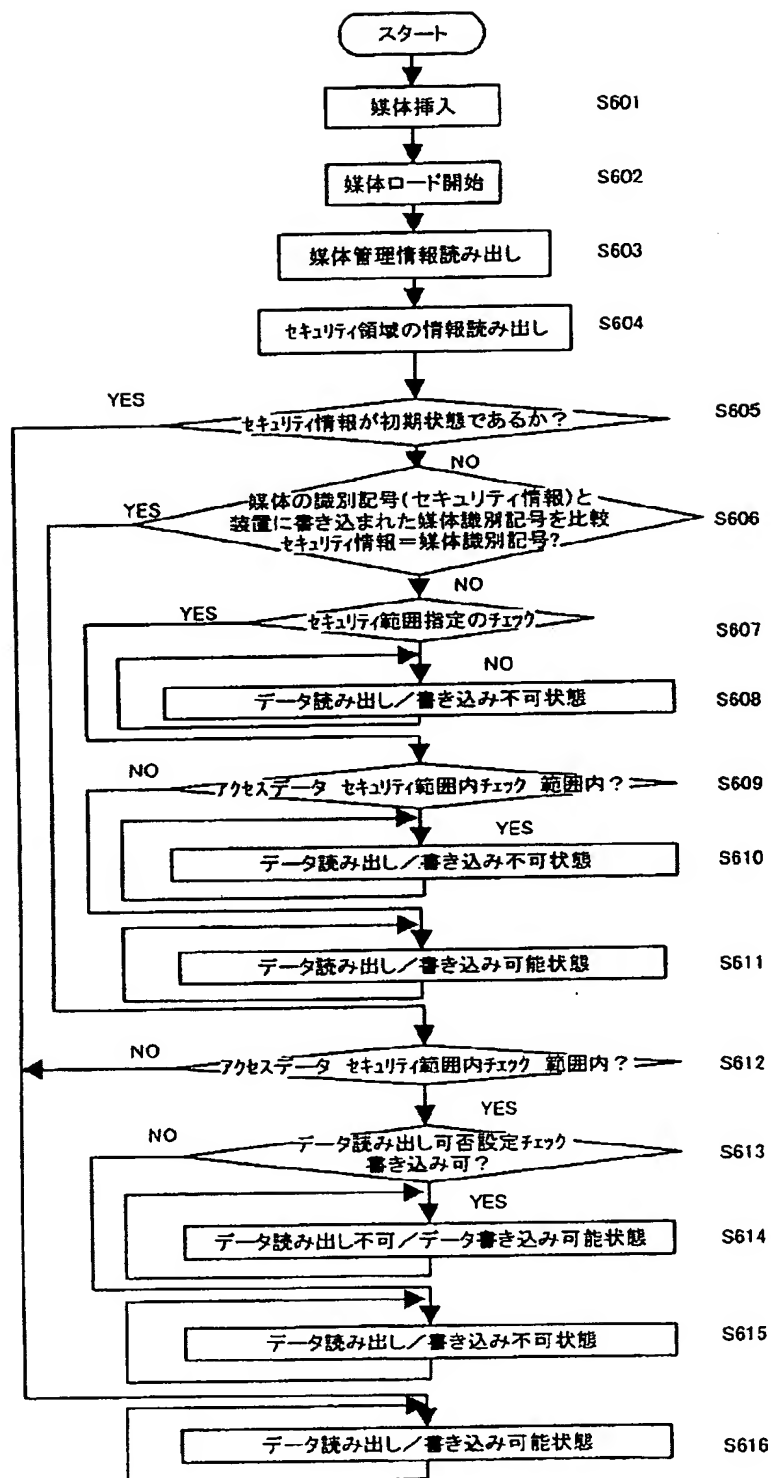 スタート
媒体挿入 S601
媒体ロード開始 S602
媒体管理情報読み出し S603
セキュリティ領域の情報読み出し S604
YES
セキュリティ情報が初期状態であるか? S605
NO
YES
媒体の識別記号(セキュリティ情報)と
装置に書き込まれた媒体識別記号を比較
セキュリティ情報=媒体識別記号?
S606
NO
YES
セキュリティ範囲指定のチェック S607
NO
データ読み出し/書き込み不可状態 S608
NO
アクセスデータ セキュリティ範囲内チェック 範囲内? S609
YES
データ読み出し/書き込み不可状態 S610
データ読み出し/書き込み可能状態 S611
NO
アクセスデータ セキュリティ範囲内チェック 範囲内? S612
YES
NO
データ読み出し可否設定チェック
書き込み可?
S613
YES
データ読み出し不可/データ書き込み可能状態 S614
データ読み出し/書き込み不可状態 S615
データ読み出し/書き込み可能状態 S616